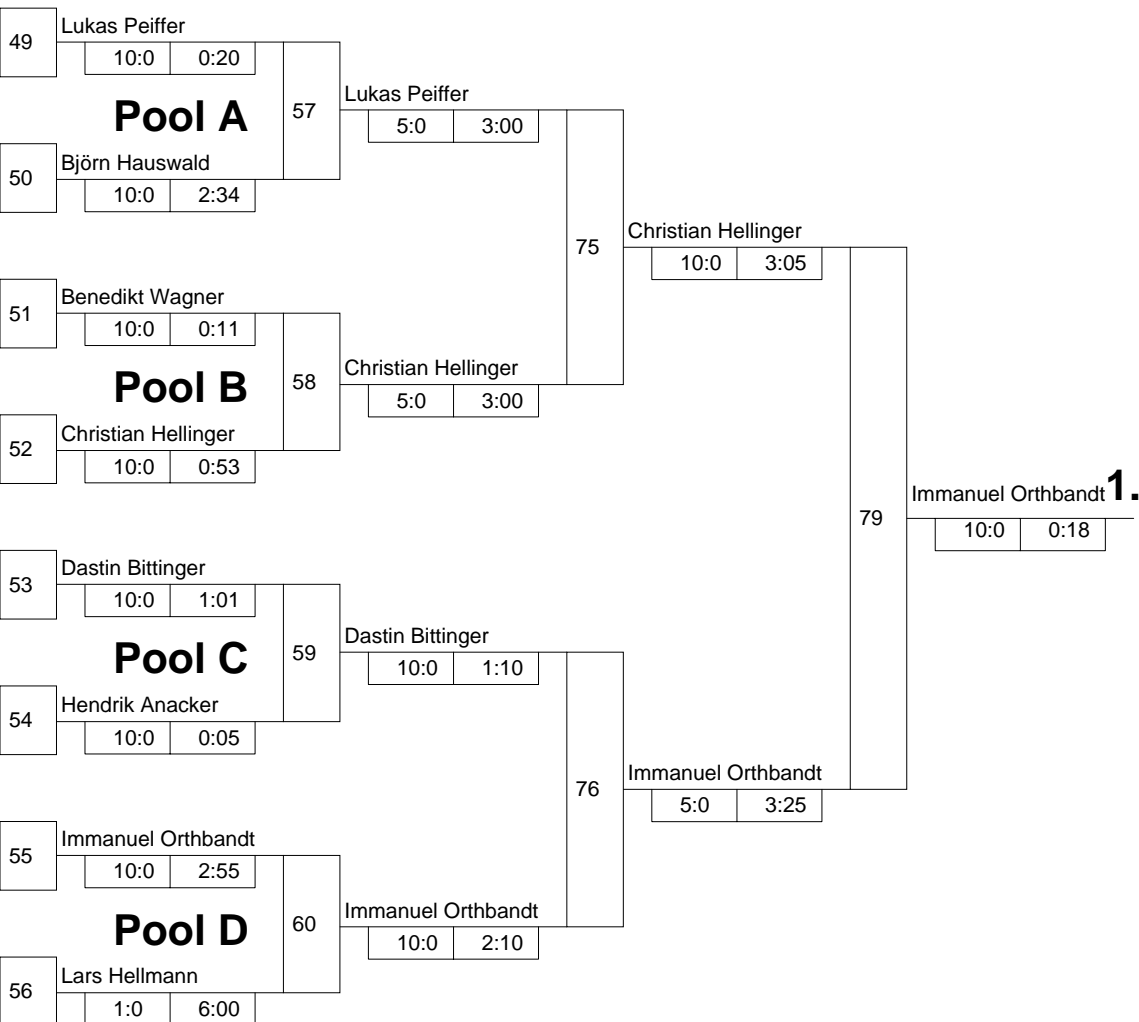 49
Lukas Peiffer
10:0 0:20
Pool A
57
Lukas Peiffer
5:0 3:00
50
Björn Hauswald
10:0 2:34
75
Christian Hellinger
10:0 3:05
51
Benedikt Wagner
10:0 0:11
Pool B
58
Christian Hellinger
5:0 3:00
52
Christian Hellinger
10:0 0:53
79
Immanuel Orthbandt 1.
10:0 0:18
53
Dastin Bittinger
10:0 1:01
Pool C
59
Dastin Bittinger
10:0 1:10
54
Hendrik Anacker
10:0 0:05
76
Immanuel Orthbandt
5:0 3:25
55
Immanuel Orthbandt
10:0 2:55
Pool D
60
Immanuel Orthbandt
10:0 2:10
56
Lars Hellmann
1:0 6:00